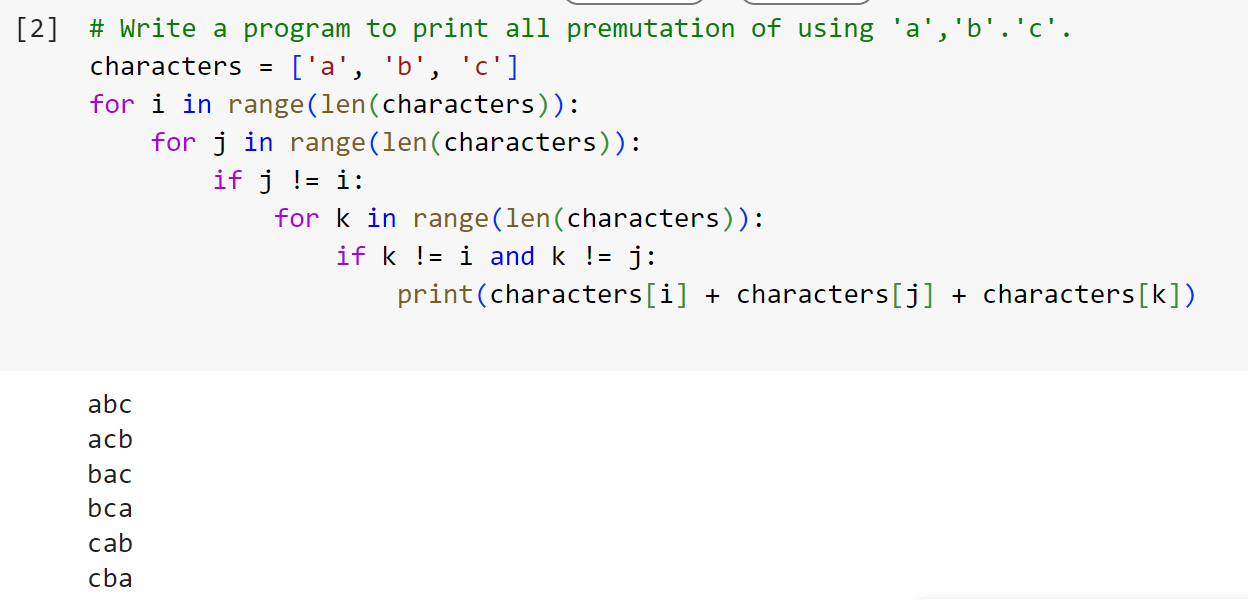 [2] # Write a program to print all premutation of using 'a','b'.'c'.
characters = ['a', 'b', 'c']
for i in range(len(characters)):
    for j in range(len(characters)):
        if j != i:
            for k in range(len(characters)):
                if k != i and k != j:
                    print(characters[i] + characters[j] + characters[k])
abc
acb
bac
bca
cab
cba